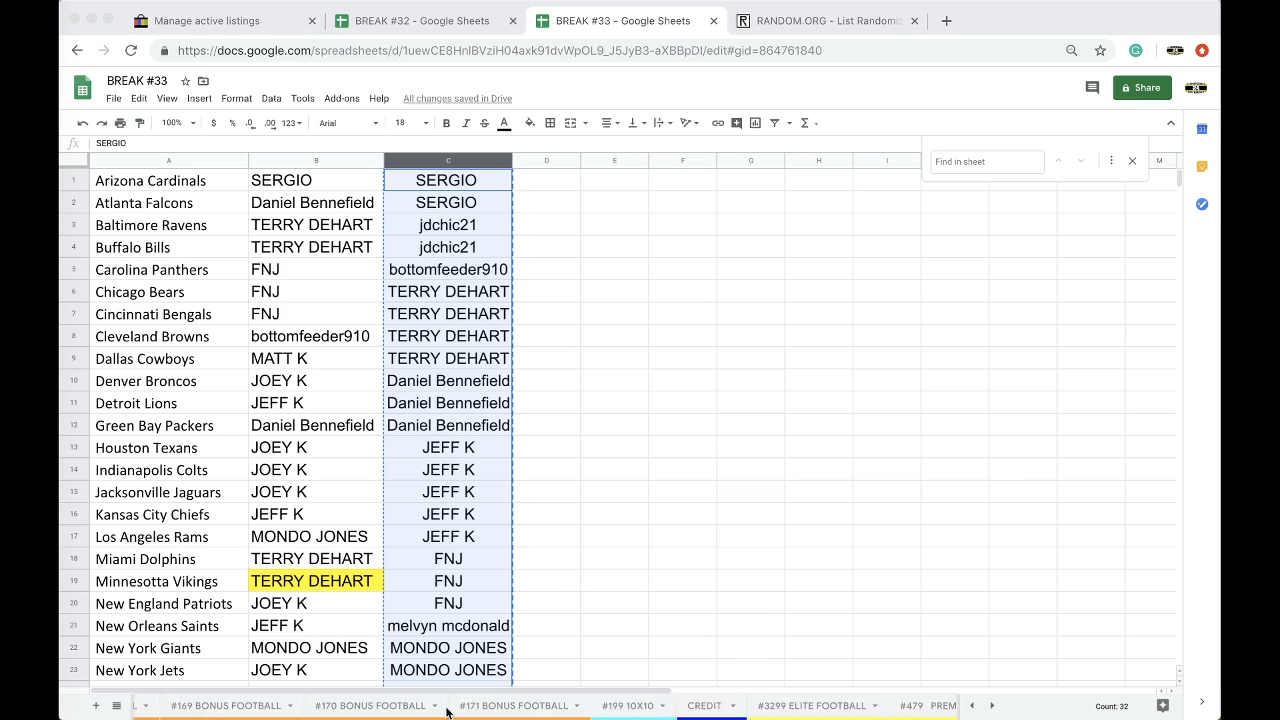 Manage active listings
BREAK #32 - Google Sheets
BREAK #33 - Google Sheets
RANDOM.ORG - List Randomiz
https://docs.google.com/spreadsheets/d/1uewCE8HnIBVziH04axk91dvWpOL9_J5JyB3-aXBBpDI/edit#gid=864761840
BREAK #33
File Edit View Insert Format Data Tools Add-ons Help All changes saved in Drive
Share
100% $ % .0 .00 123 Arial 18 B I S A
fx SERGIO
Find in sheet
A B C D E F G H I M
1 Arizona Cardinals SERGIO SERGIO
2 Atlanta Falcons Daniel Bennefield SERGIO
3 Baltimore Ravens TERRY DEHART jdchic21
4 Buffalo Bills TERRY DEHART jdchic21
5 Carolina Panthers FNJ bottomfeeder910
6 Chicago Bears FNJ TERRY DEHART
7 Cincinnati Bengals FNJ TERRY DEHART
8 Cleveland Browns bottomfeeder910 TERRY DEHART
9 Dallas Cowboys MATT K TERRY DEHART
10 Denver Broncos JOEY K Daniel Bennefield
11 Detroit Lions JEFF K Daniel Bennefield
12 Green Bay Packers Daniel Bennefield Daniel Bennefield
13 Houston Texans JOEY K JEFF K
14 Indianapolis Colts JOEY K JEFF K
15 Jacksonville Jaguars JOEY K JEFF K
16 Kansas City Chiefs JEFF K JEFF K
17 Los Angeles Rams MONDO JONES JEFF K
18 Miami Dolphins TERRY DEHART FNJ
19 Minnesotta Vikings TERRY DEHART FNJ
20 New England Patriots JOEY K FNJ
21 New Orleans Saints JEFF K melvyn mcdonald
22 New York Giants MONDO JONES MONDO JONES
23 New York Jets JOEY K MONDO JONES
#169 BONUS FOOTBALL #170 BONUS FOOTBALL #171 BONUS FOOTBALL #199 10X10 CREDIT #3299 ELITE FOOTBALL #479 PREM Count: 32